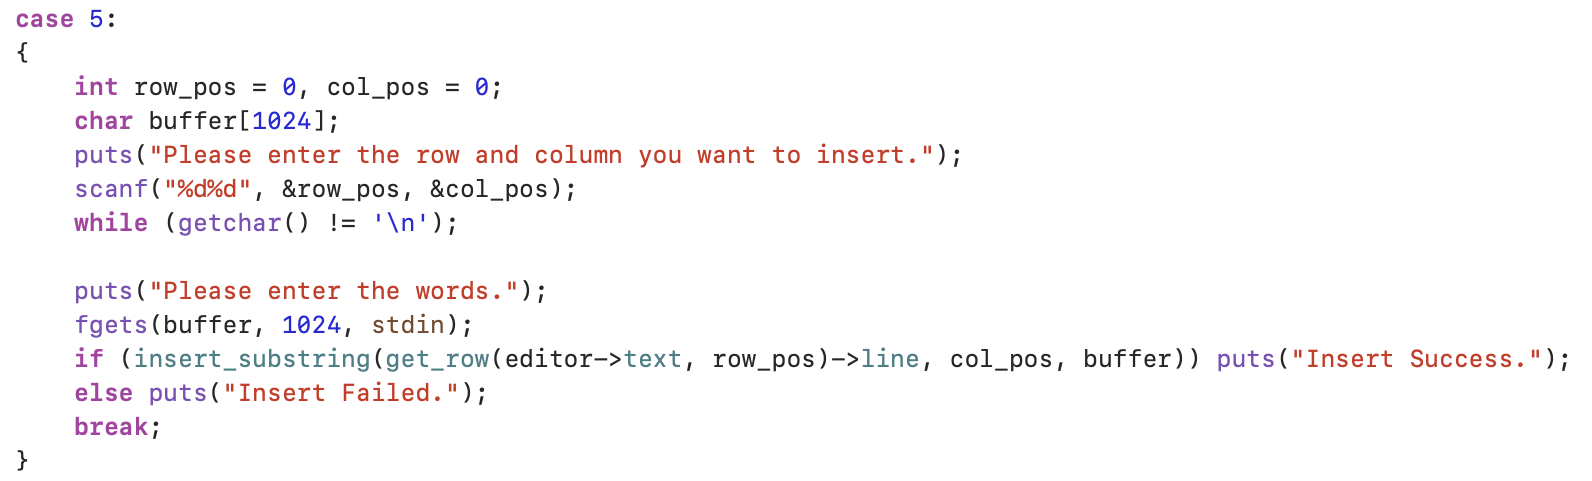 case 5:
{
    int row_pos = 0, col_pos = 0;
    char buffer[1024];
    puts("Please enter the row and column you want to insert.");
    scanf("%d%d", &row_pos, &col_pos);
    while (getchar() != '\n');

    puts("Please enter the words.");
    fgets(buffer, 1024, stdin);
    if (insert_substring(get_row(editor->text, row_pos)->line, col_pos, buffer)) puts("Insert Success.");
    else puts("Insert Failed.");
    break;
}